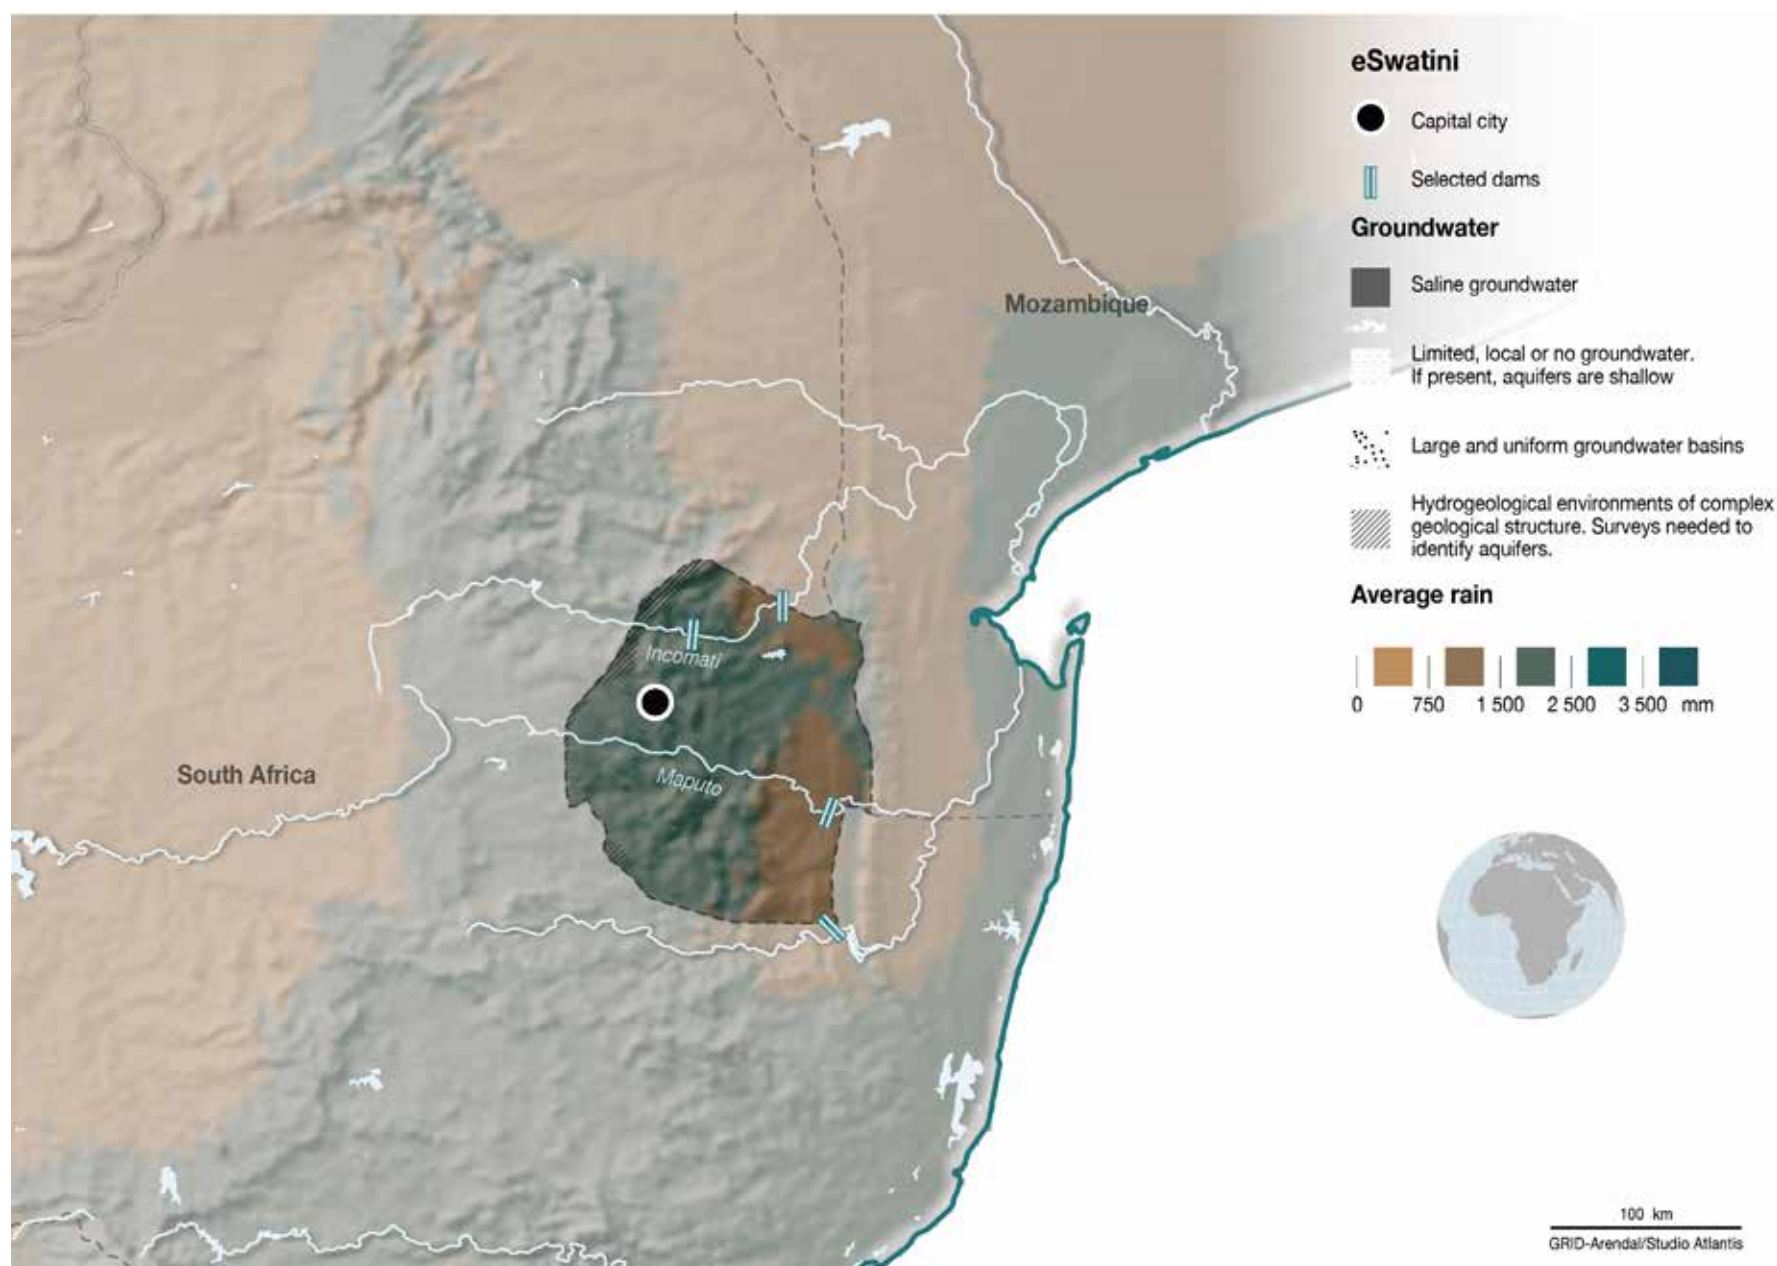 eSwatini
Capital city
Selected dams
Groundwater
Saline groundwater
Limited, local or no groundwater.
If present, aquifers are shallow
Large and uniform groundwater basins
Hydrogeological environments of complex
geological structure. Surveys needed to
identify aquifers.
Average rain
0 750 1 500 2 500 3 500 mm
Mozambique
Incomati
South Africa
Maputo
100 km
GRID-Arendal/Studio Atlantis